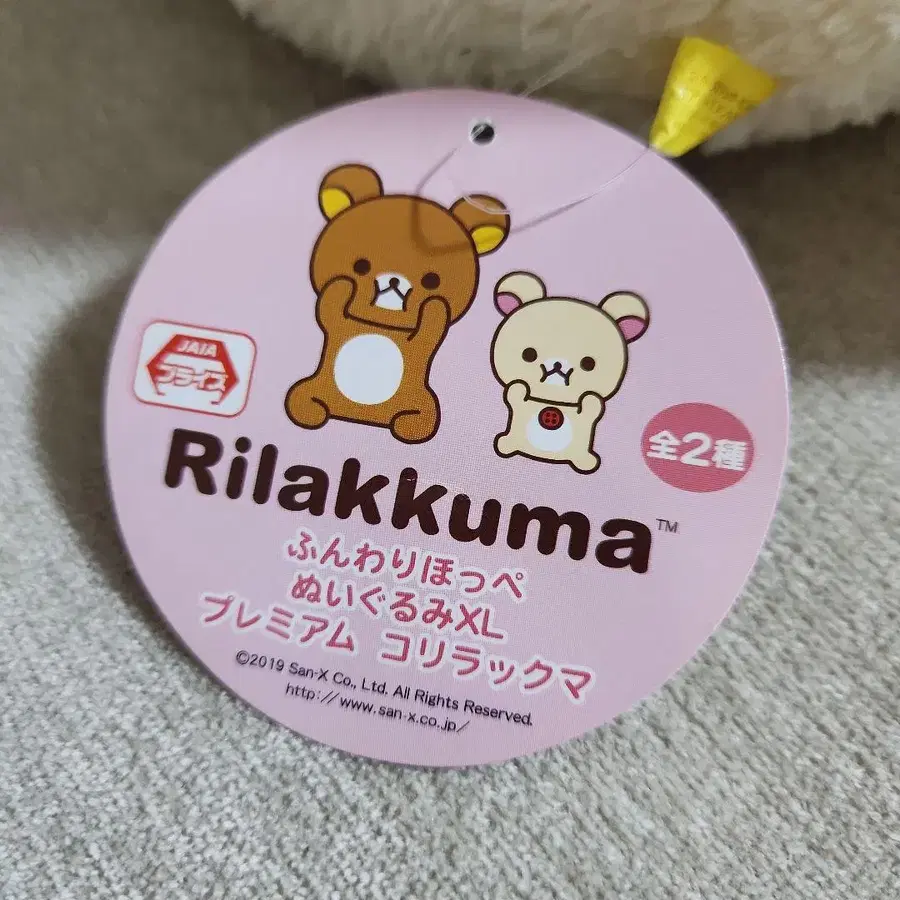 JAIA
プライズ
全2種
Rilakkuma™
ふんわりほっぺ
ぬいぐるみXL
プレミアム コリラックマ
©2019 San-X Co., Ltd. All Rights Reserved.
http://www.san-x.co.jp/